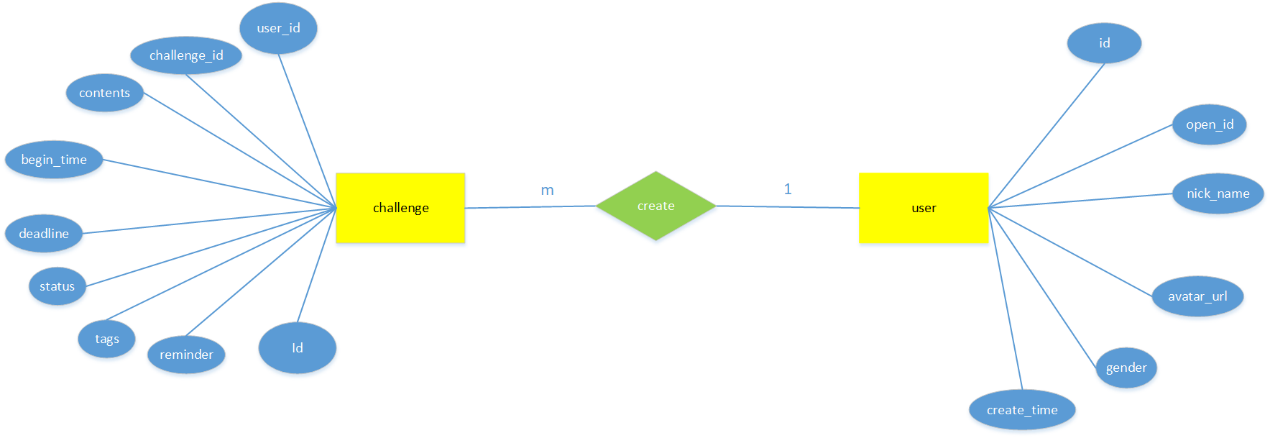 user_id
challenge_id
contents
begin_time
deadline
status
tags
reminder
Id
challenge
m
create
1
user
id
open_id
nick_name
avatar_url
gender
create_time